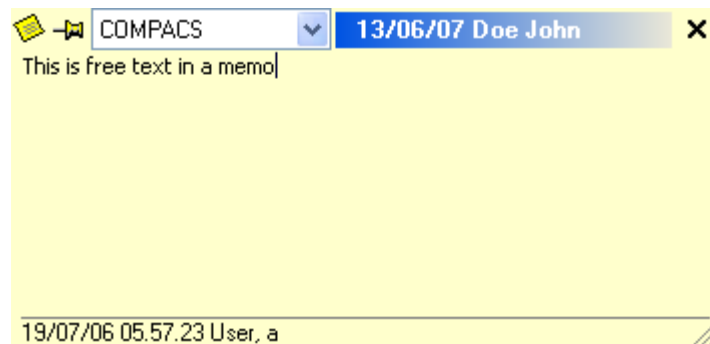 COMPACS 13/06/07 Doe John
This is free text in a memo
19/07/06 05.57.23 User, a